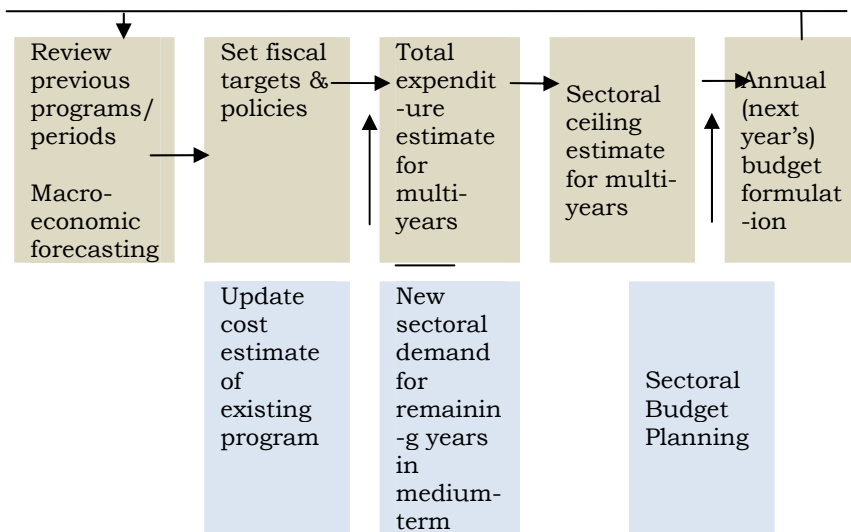 Review
previous
programs/
periods
Macro-
economic
forecasting
Set fiscal
targets &
policies
Total
expendit
-ure
estimate
for
multi-
years
Sectoral
ceiling
estimate
for multi-
years
Annual
(next
year's)
budget
formulat
-ion
Update
cost
estimate
of
existing
program
New
sectoral
demand
for
remainin
-g years
in
medium-
term
Sectoral
Budget
Planning